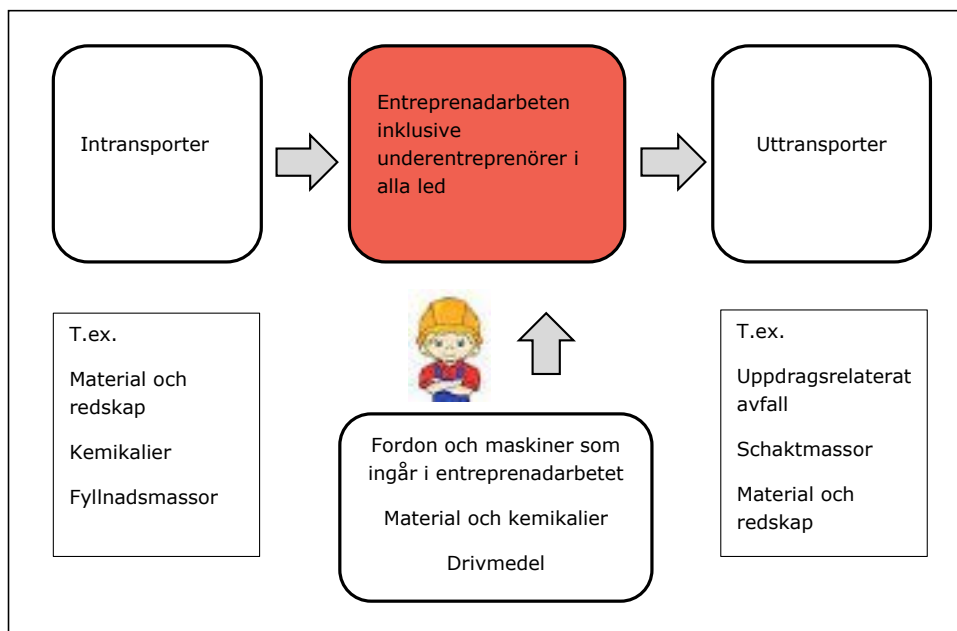 Intransporter
Entreprenadarbeten
inklusive
underentreprenörer i
alla led
Uttransporter
T.ex.
Material och
redskap
Kemikalier
Fyllnadsmassor
Fordon och maskiner som
ingår i entreprenadarbetet
Material och kemikalier
Drivmedel
T.ex.
Uppdragsrelaterat
avfall
Schaktmassor
Material och
redskap